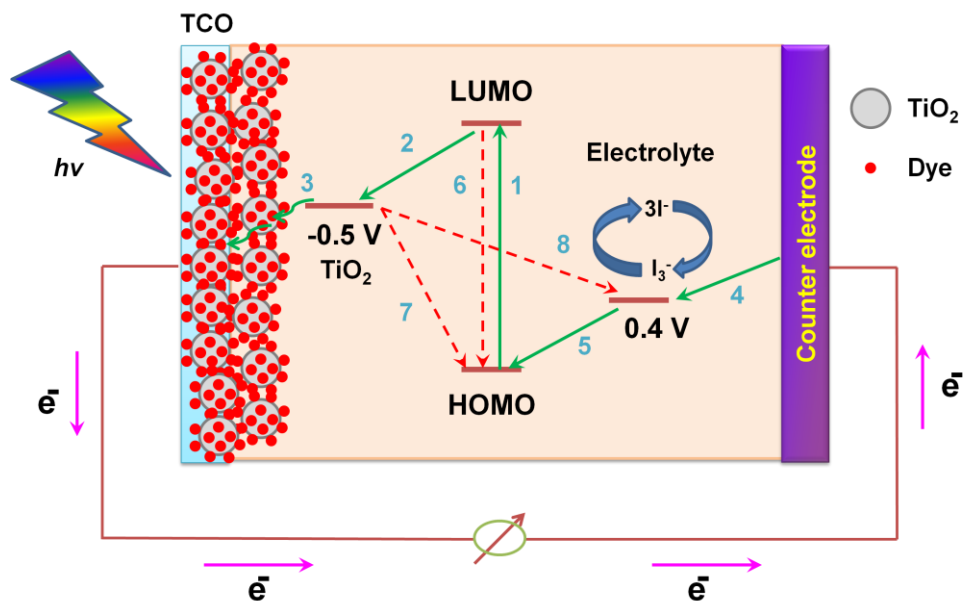 TCO
LUMO
TiO₂
hν
2
Electrolyte
Dye
3
6
1
3I⁻
-0.5 V
8
TiO₂
I₃⁻
4
7
0.4 V
5
HOMO
Counter electrode
e⁻
e⁻
e⁻
e⁻